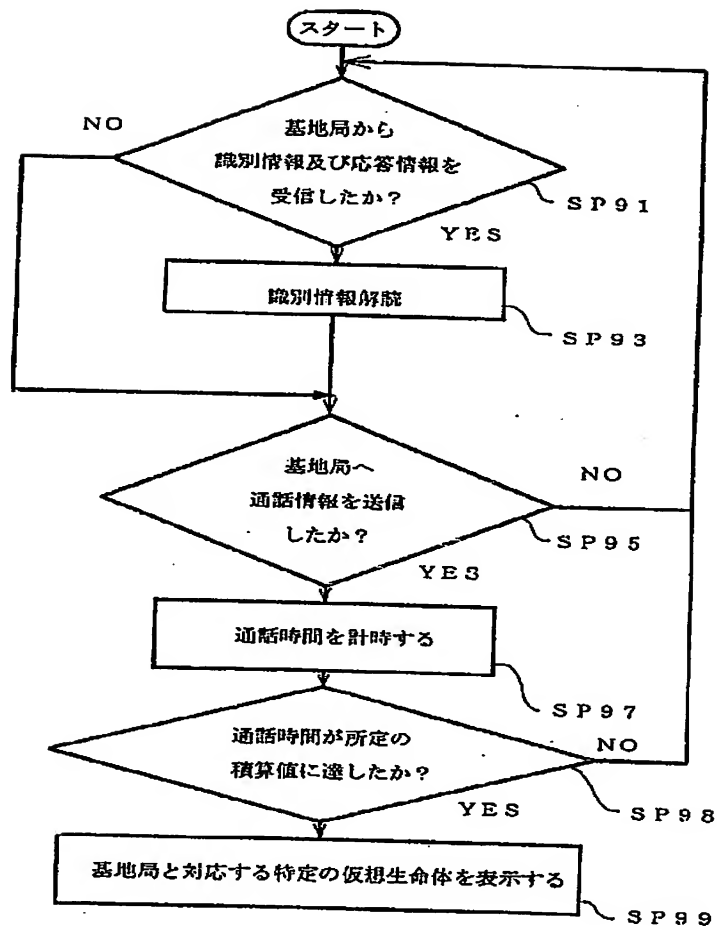 スタート
基地局から
識別情報及び応答情報を
受信したか？
NO
SP91
YES
識別情報解読
SP93
基地局へ
通話情報を送信
したか？
NO
SP95
YES
通話時間を計時する
SP97
通話時間が所定の
積算値に達したか？
NO
SP98
YES
基地局と対応する特定の仮想生命体を表示する
SP99